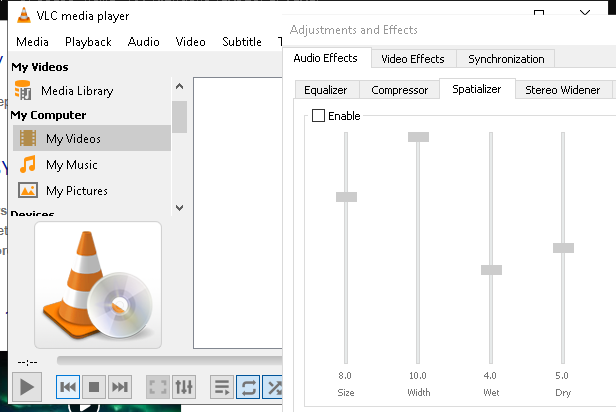 VLC media player
Media Playback Audio Video Subtitle
My Videos
Media Library
My Computer
My Videos
My Music
My Pictures
Devices
--:--
Adjustments and Effects
Audio Effects Video Effects Synchronization
Equalizer Compressor Spatializer Stereo Widener
Enable
8.0 10.0 4.0 5.0
Size Width Wet Dry